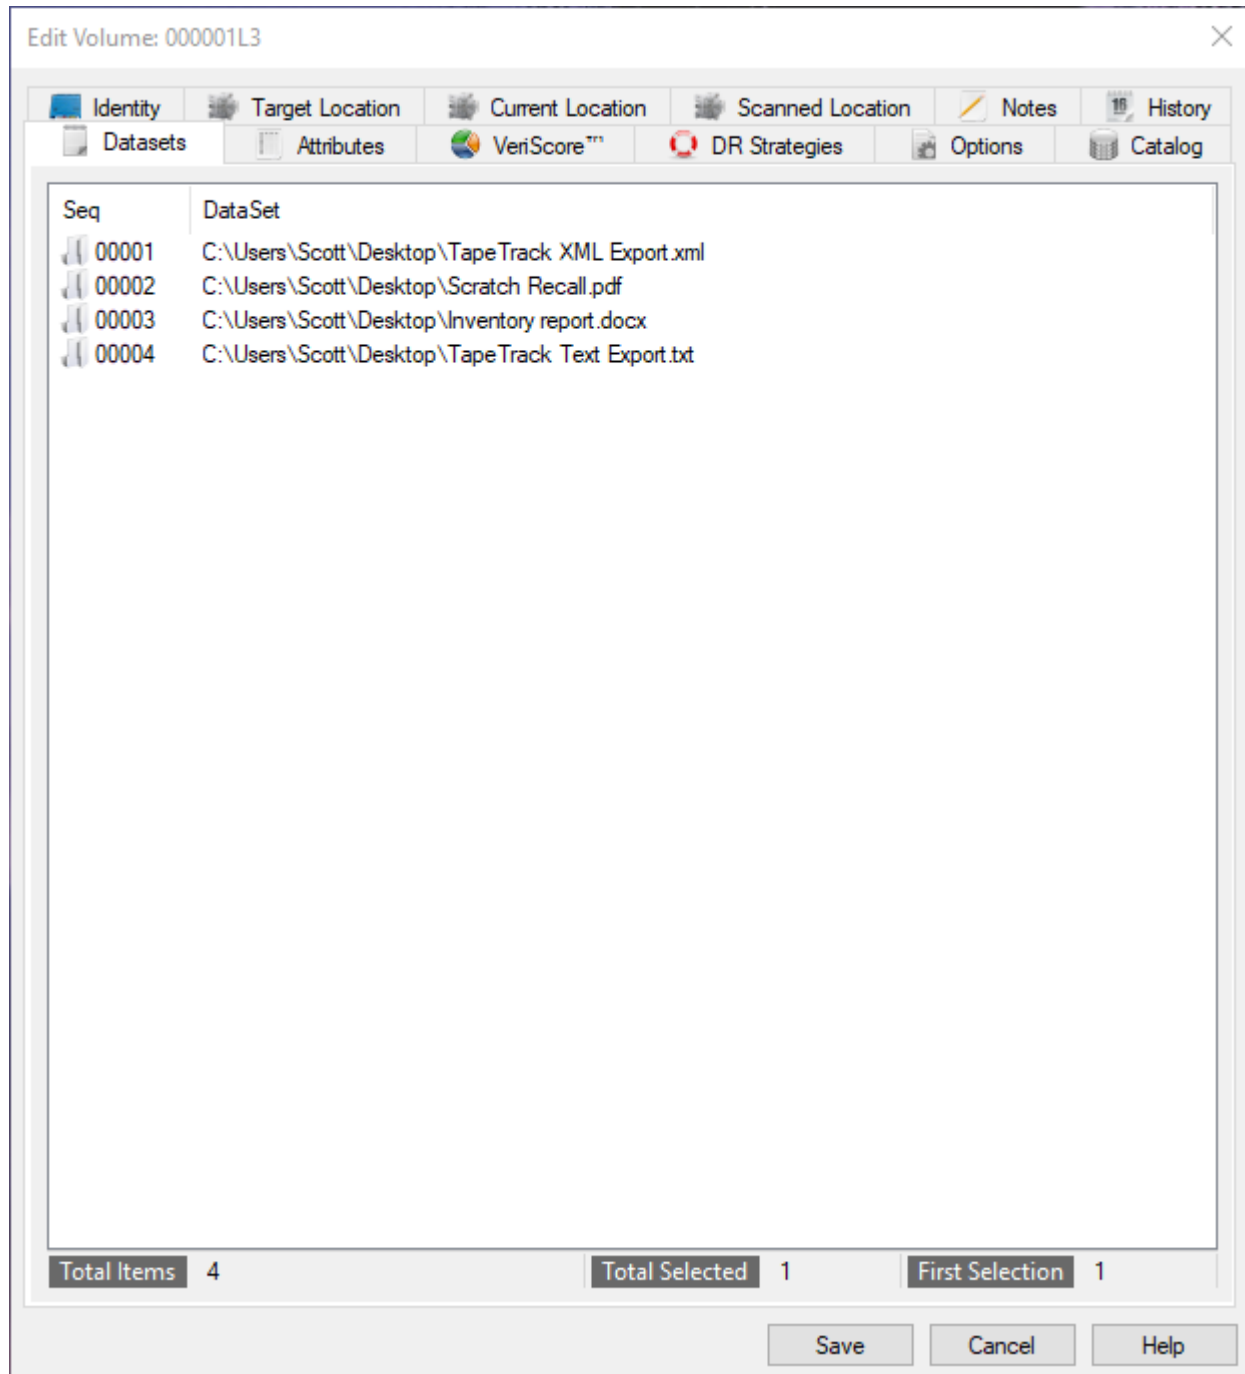 Edit Volume: 000001L3
Identity Target Location Current Location Scanned Location Notes 16 History
Datasets Attributes VeriScore™ DR Strategies Options Catalog
Seq DataSet
00001 C:\Users\Scott\Desktop\TapeTrack XML Export.xml
00002 C:\Users\Scott\Desktop\Scratch Recall.pdf
00003 C:\Users\Scott\Desktop\Inventory report.docx
00004 C:\Users\Scott\Desktop\TapeTrack Text Export.txt
Total Items 4 Total Selected 1 First Selection 1
Save Cancel Help